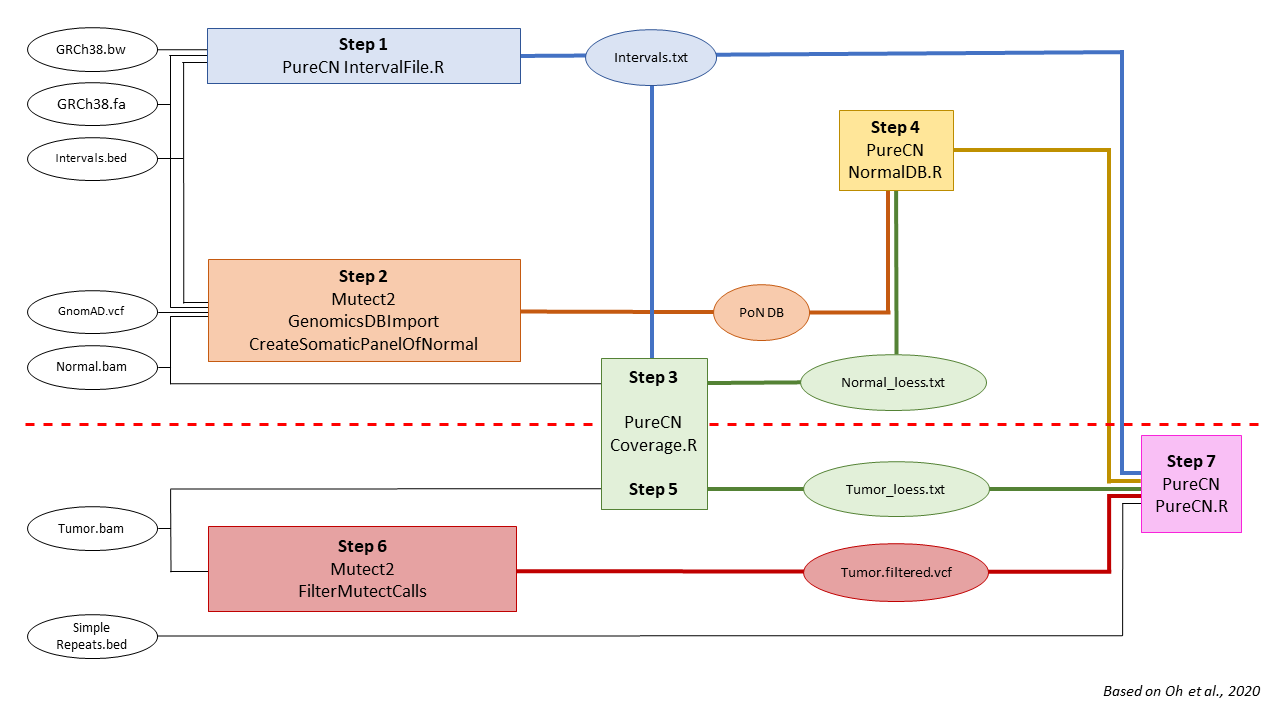 GRCh38.bw
GRCh38.fa
Intervals.bed
GnomAD.vcf
Normal.bam
Tumor.bam
Simple
Repeats.bed
Step 1
PureCN IntervalFile.R
Intervals.txt
Step 2
Mutect2
GenomicsDBImport
CreateSomaticPanelOfNormal
PoN DB
Step 3
PureCN
Coverage.R
Step 5
Normal_loess.txt
Tumor_loess.txt
Step 4
PureCN
NormalDB.R
Step 6
Mutect2
FilterMutectCalls
Tumor.filtered.vcf
Step 7
PureCN
PureCN.R
Based on Oh et al., 2020